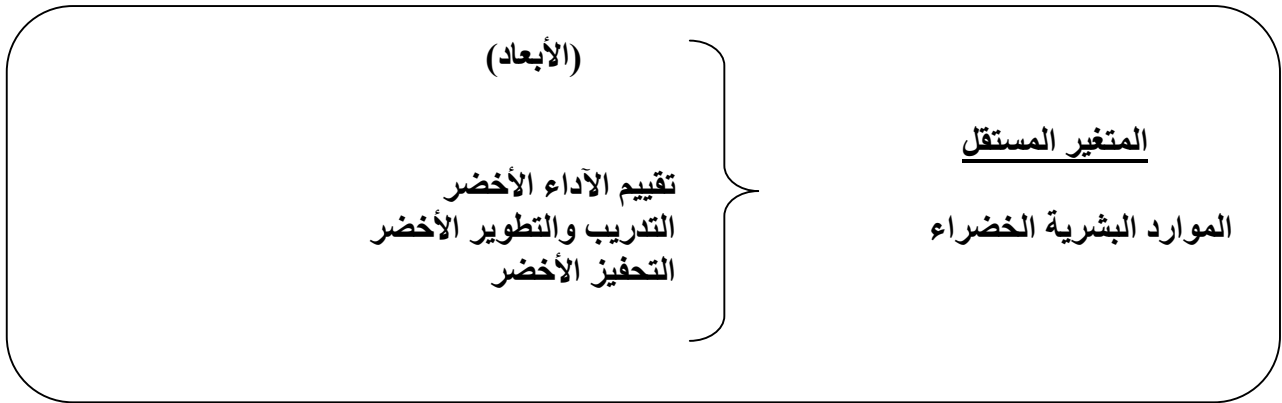 (الأبعاد)
المتغير المستقل
تقييم الآداء الأخضر
الموارد البشرية الخضراء
التدريب والتطوير الأخضر
التحفيز الأخضر